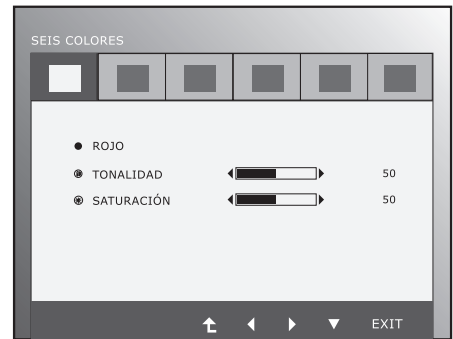 SEIS COLORES
ROJO
TONALIDAD 50
SATURACIÓN 50
EXIT